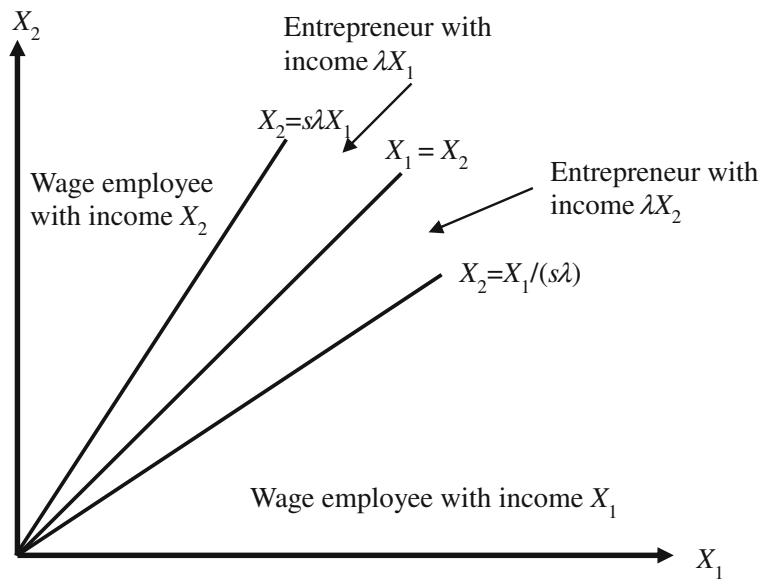 X₂
Entrepreneur with
income λX₁
X₂=sλX₁
X₁ = X₂
Wage employee
with income X₂
Entrepreneur with
income λX₂
X₂=X₁/(sλ)
Wage employee with income X₁
X₁